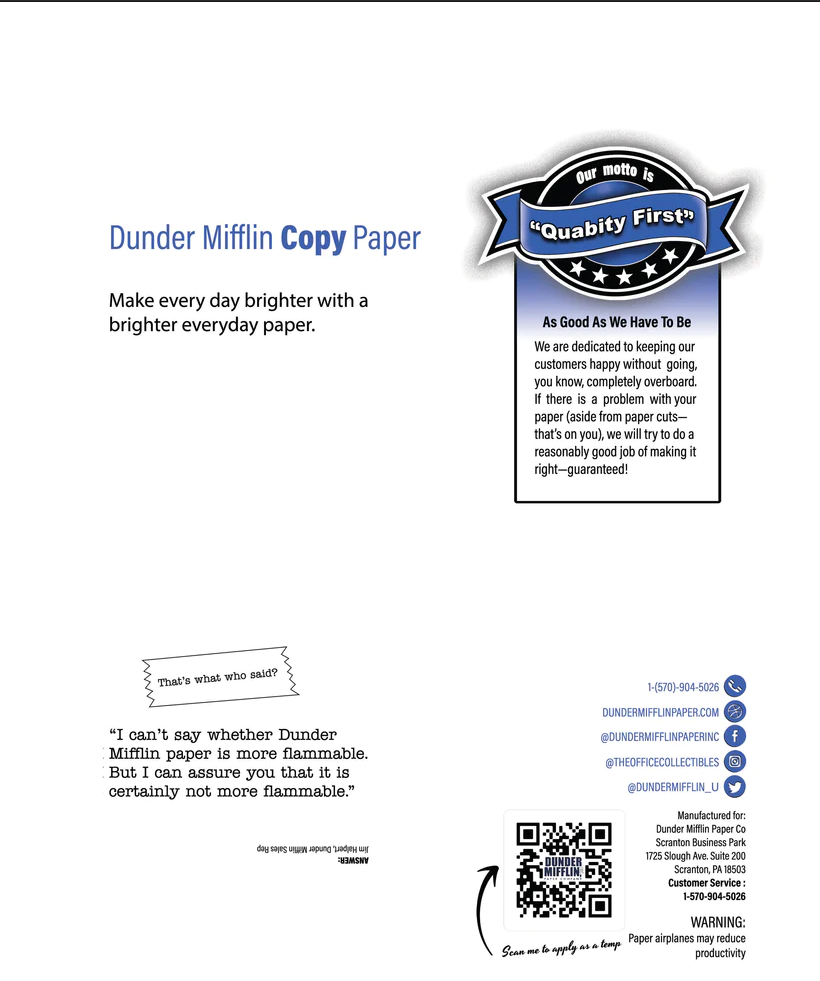 Dunder Mifflin Copy Paper
Make every day brighter with a
brighter everyday paper.
Our motto is
“Quabity First”
As Good As We Have To Be
We are dedicated to keeping our
customers happy without going,
you know, completely overboard.
If there is a problem with your
paper (aside from paper cuts—
that's on you), we will try to do a
reasonably good job of making it
right—guaranteed!
That's what who said?
“I can't say whether Dunder
Mifflin paper is more flammable.
But I can assure you that it is
certainly not more flammable.”
ANSWER:
Jim Halpert, Dunder Mifflin Sales Rep
1-(570)-904-5026
DUNDERMIFFLINPAPER.COM
@DUNDERMIFFLINPAPERINC
@THEOFFICECOLLECTIBLES
@DUNDERMIFFLIN_U
DUNDER
MIFFLIN
PAPER COMPANY
Scan me to apply as a temp
Manufactured for:
Dunder Mifflin Paper Co
Scranton Business Park
1725 Slough Ave. Suite 200
Scranton, PA 18503
Customer Service :
1-570-904-5026
WARNING:
Paper airplanes may reduce
productivity